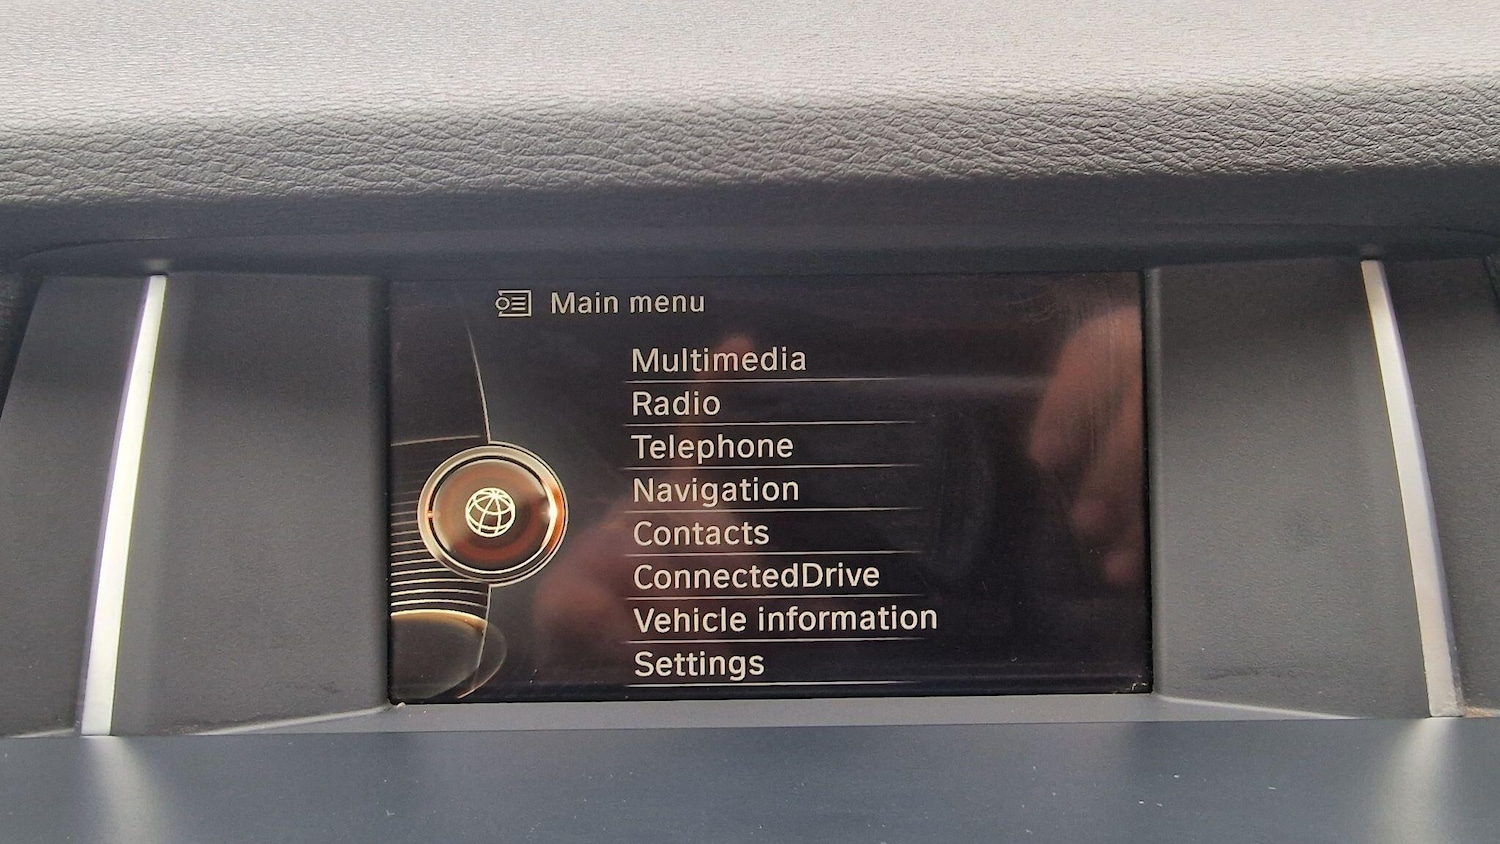 Main menu
Multimedia
Radio
Telephone
Navigation
Contacts
ConnectedDrive
Vehicle information
Settings